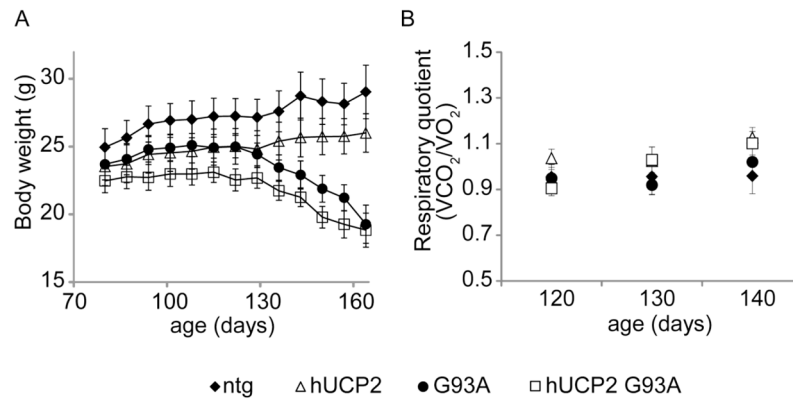 A
Body weight (g)
30
25
20
15
70
100
130
160
age (days)
B
Respiratory quotient
(VCO₂/VO₂)
1.5
1.3
1.1
0.9
0.7
0.5
120
130
140
age (days)
ntg
hUCP2
G93A
hUCP2 G93A